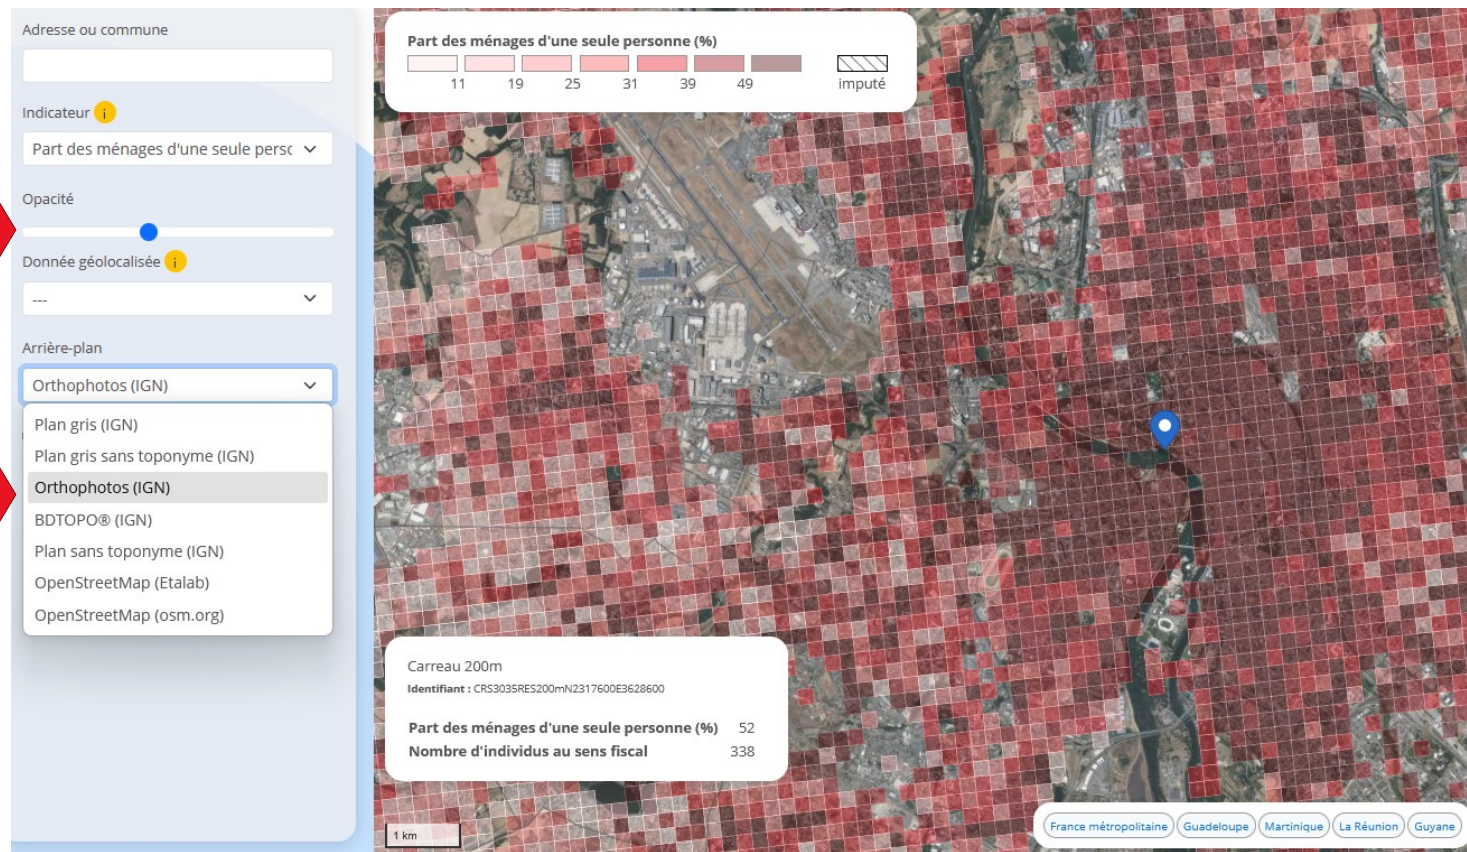 Adresse ou commune
Indicateur i
Part des ménages d'une seule persc
Opacité
Donnée géolocalisée i
---
Arrière-plan
Orthophotos (IGN)
Plan gris (IGN)
Plan gris sans toponyme (IGN)
Orthophotos (IGN)
BDTOPO® (IGN)
Plan sans toponyme (IGN)
OpenStreetMap (Etalab)
OpenStreetMap (osm.org)
Part des ménages d'une seule personne (%)
11 19 25 31 39 49 imputé
Carreau 200m
Identifiant : CRS3035RES200mN2317600E3628600
Part des ménages d'une seule personne (%) 52
Nombre d'individus au sens fiscal 338
1 km
France métropolitaine Guadeloupe Martinique La Réunion Guyane